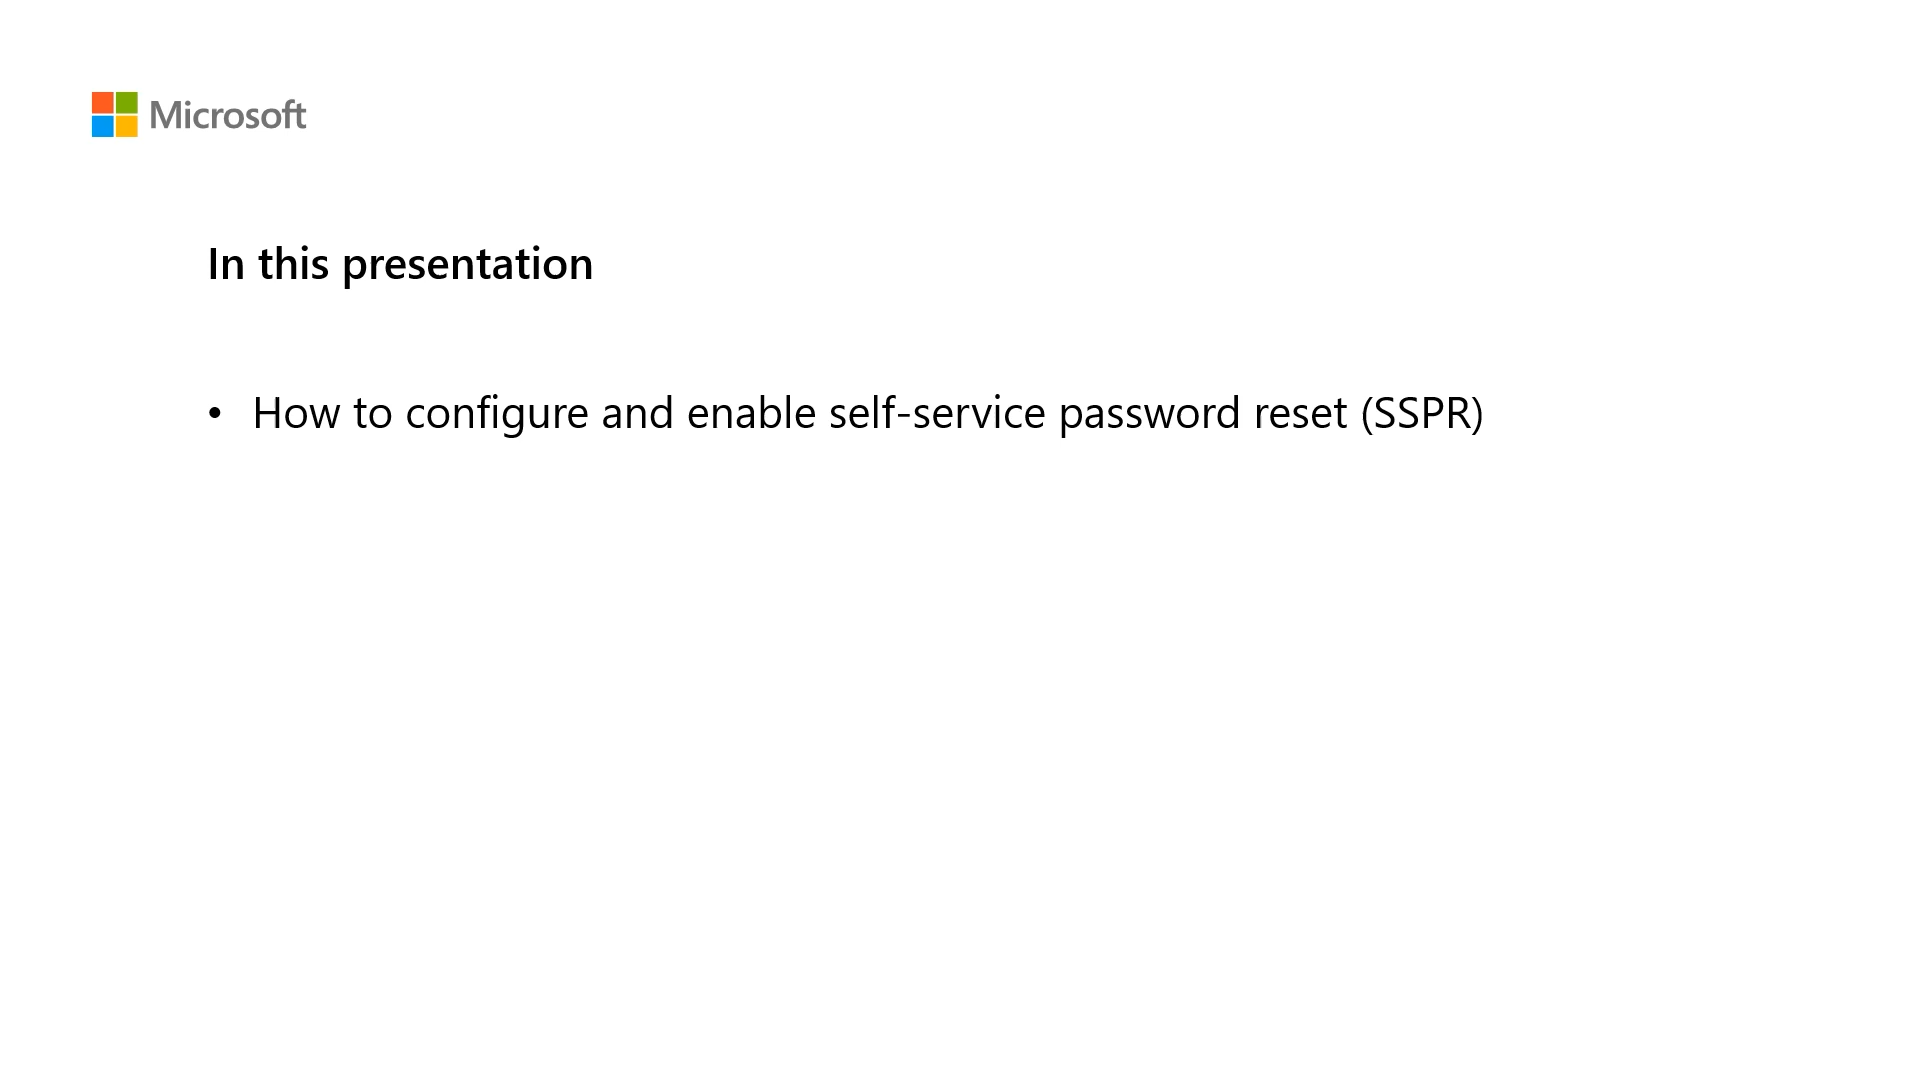 Microsoft
In this presentation
• How to configure and enable self-service password reset (SSPR)